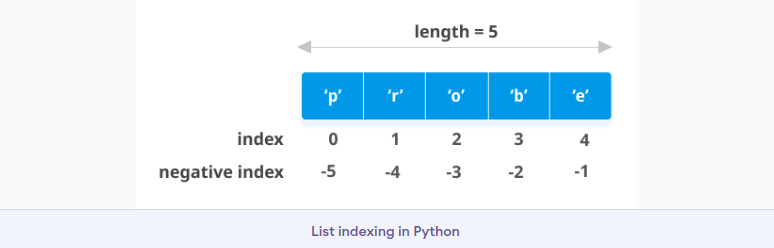 length = 5
‘p’ ‘r’ ‘o’ ‘b’ ‘e’
index 0 1 2 3 4
negative index -5 -4 -3 -2 -1
List indexing in Python